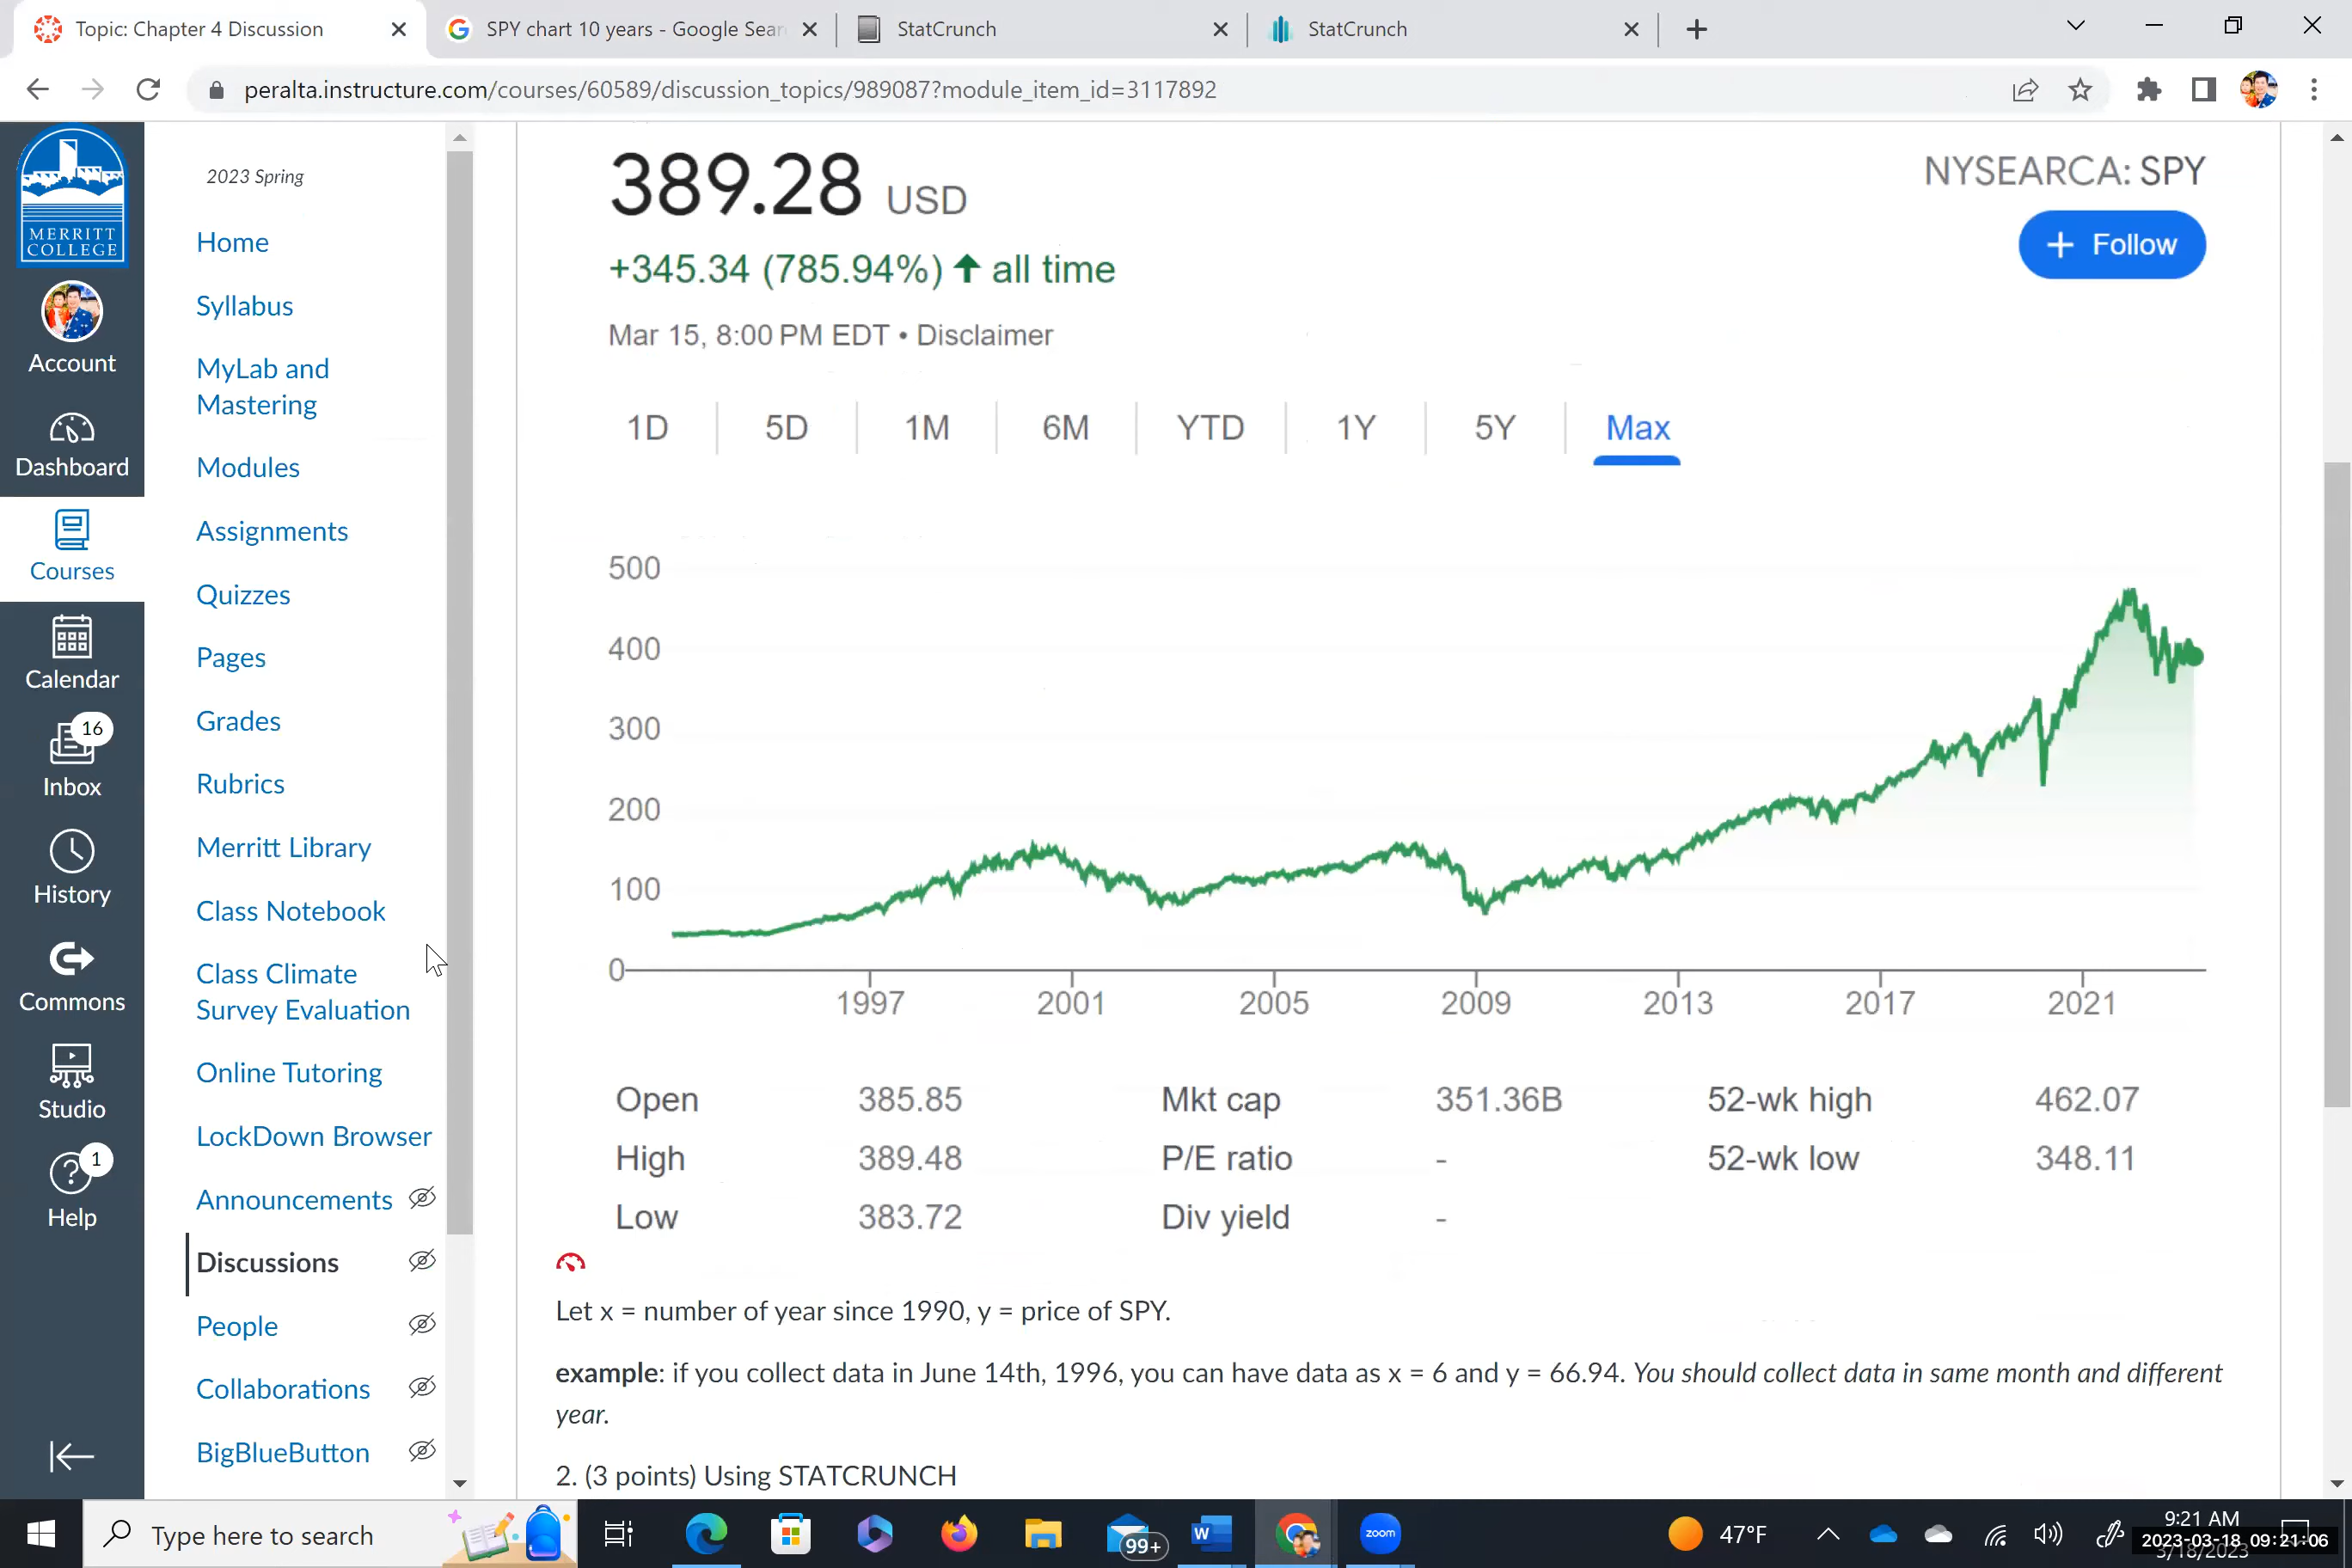 Topic: Chapter 4 Discussion
SPY chart 10 years - Google Sear
StatCrunch
StatCrunch
peralta.instructure.com/courses/60589/discussion_topics/989087?module_item_id=3117892
MERRITT
COLLEGE
Account
Dashboard
Courses
Calendar
16
Inbox
History
Commons
Studio
1
Help
2023 Spring
Home
Syllabus
MyLab and
Mastering
Modules
Assignments
Quizzes
Pages
Grades
Rubrics
Merritt Library
Class Notebook
Class Climate
Survey Evaluation
Online Tutoring
LockDown Browser
Announcements
Discussions
People
Collaborations
BigBlueButton
389.28 USD
NYSEARCA: SPY
+ Follow
+345.34 (785.94%) ↑ all time
Mar 15, 8:00 PM EDT • Disclaimer
1D 5D 1M 6M YTD 1Y 5Y Max
500
400
300
200
100
0
1997 2001 2005 2009 2013 2017 2021
Open 385.85 Mkt cap 351.36B 52-wk high 462.07
High 389.48 P/E ratio - 52-wk low 348.11
Low 383.72 Div yield -
Let x = number of year since 1990, y = price of SPY.
example: if you collect data in June 14th, 1996, you can have data as x = 6 and y = 66.94. You should collect data in same month and different
year.
2. (3 points) Using STATCRUNCH
Type here to search
99+
W
zoom
47°F
9:21 AM
3/18/2023
2023-03-18 09:21:06